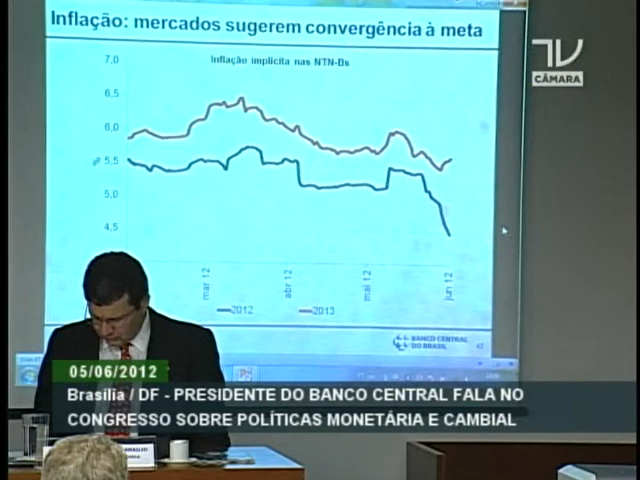 Inflação: mercados sugerem convergência à meta
Inflação implícita nas NTN-Ds
TV
CÂMARA
7,0
6,5
6,0
5,5
5,0
4,5
%
mar 12
abr 12
mai 12
jun 12
2012
2013
BANCO CENTRAL
DO BRASIL
47
05/06/2012
Brasília / DF - PRESIDENTE DO BANCO CENTRAL FALA NO
CONGRESSO SOBRE POLÍTICAS MONETÁRIA E CAMBIAL